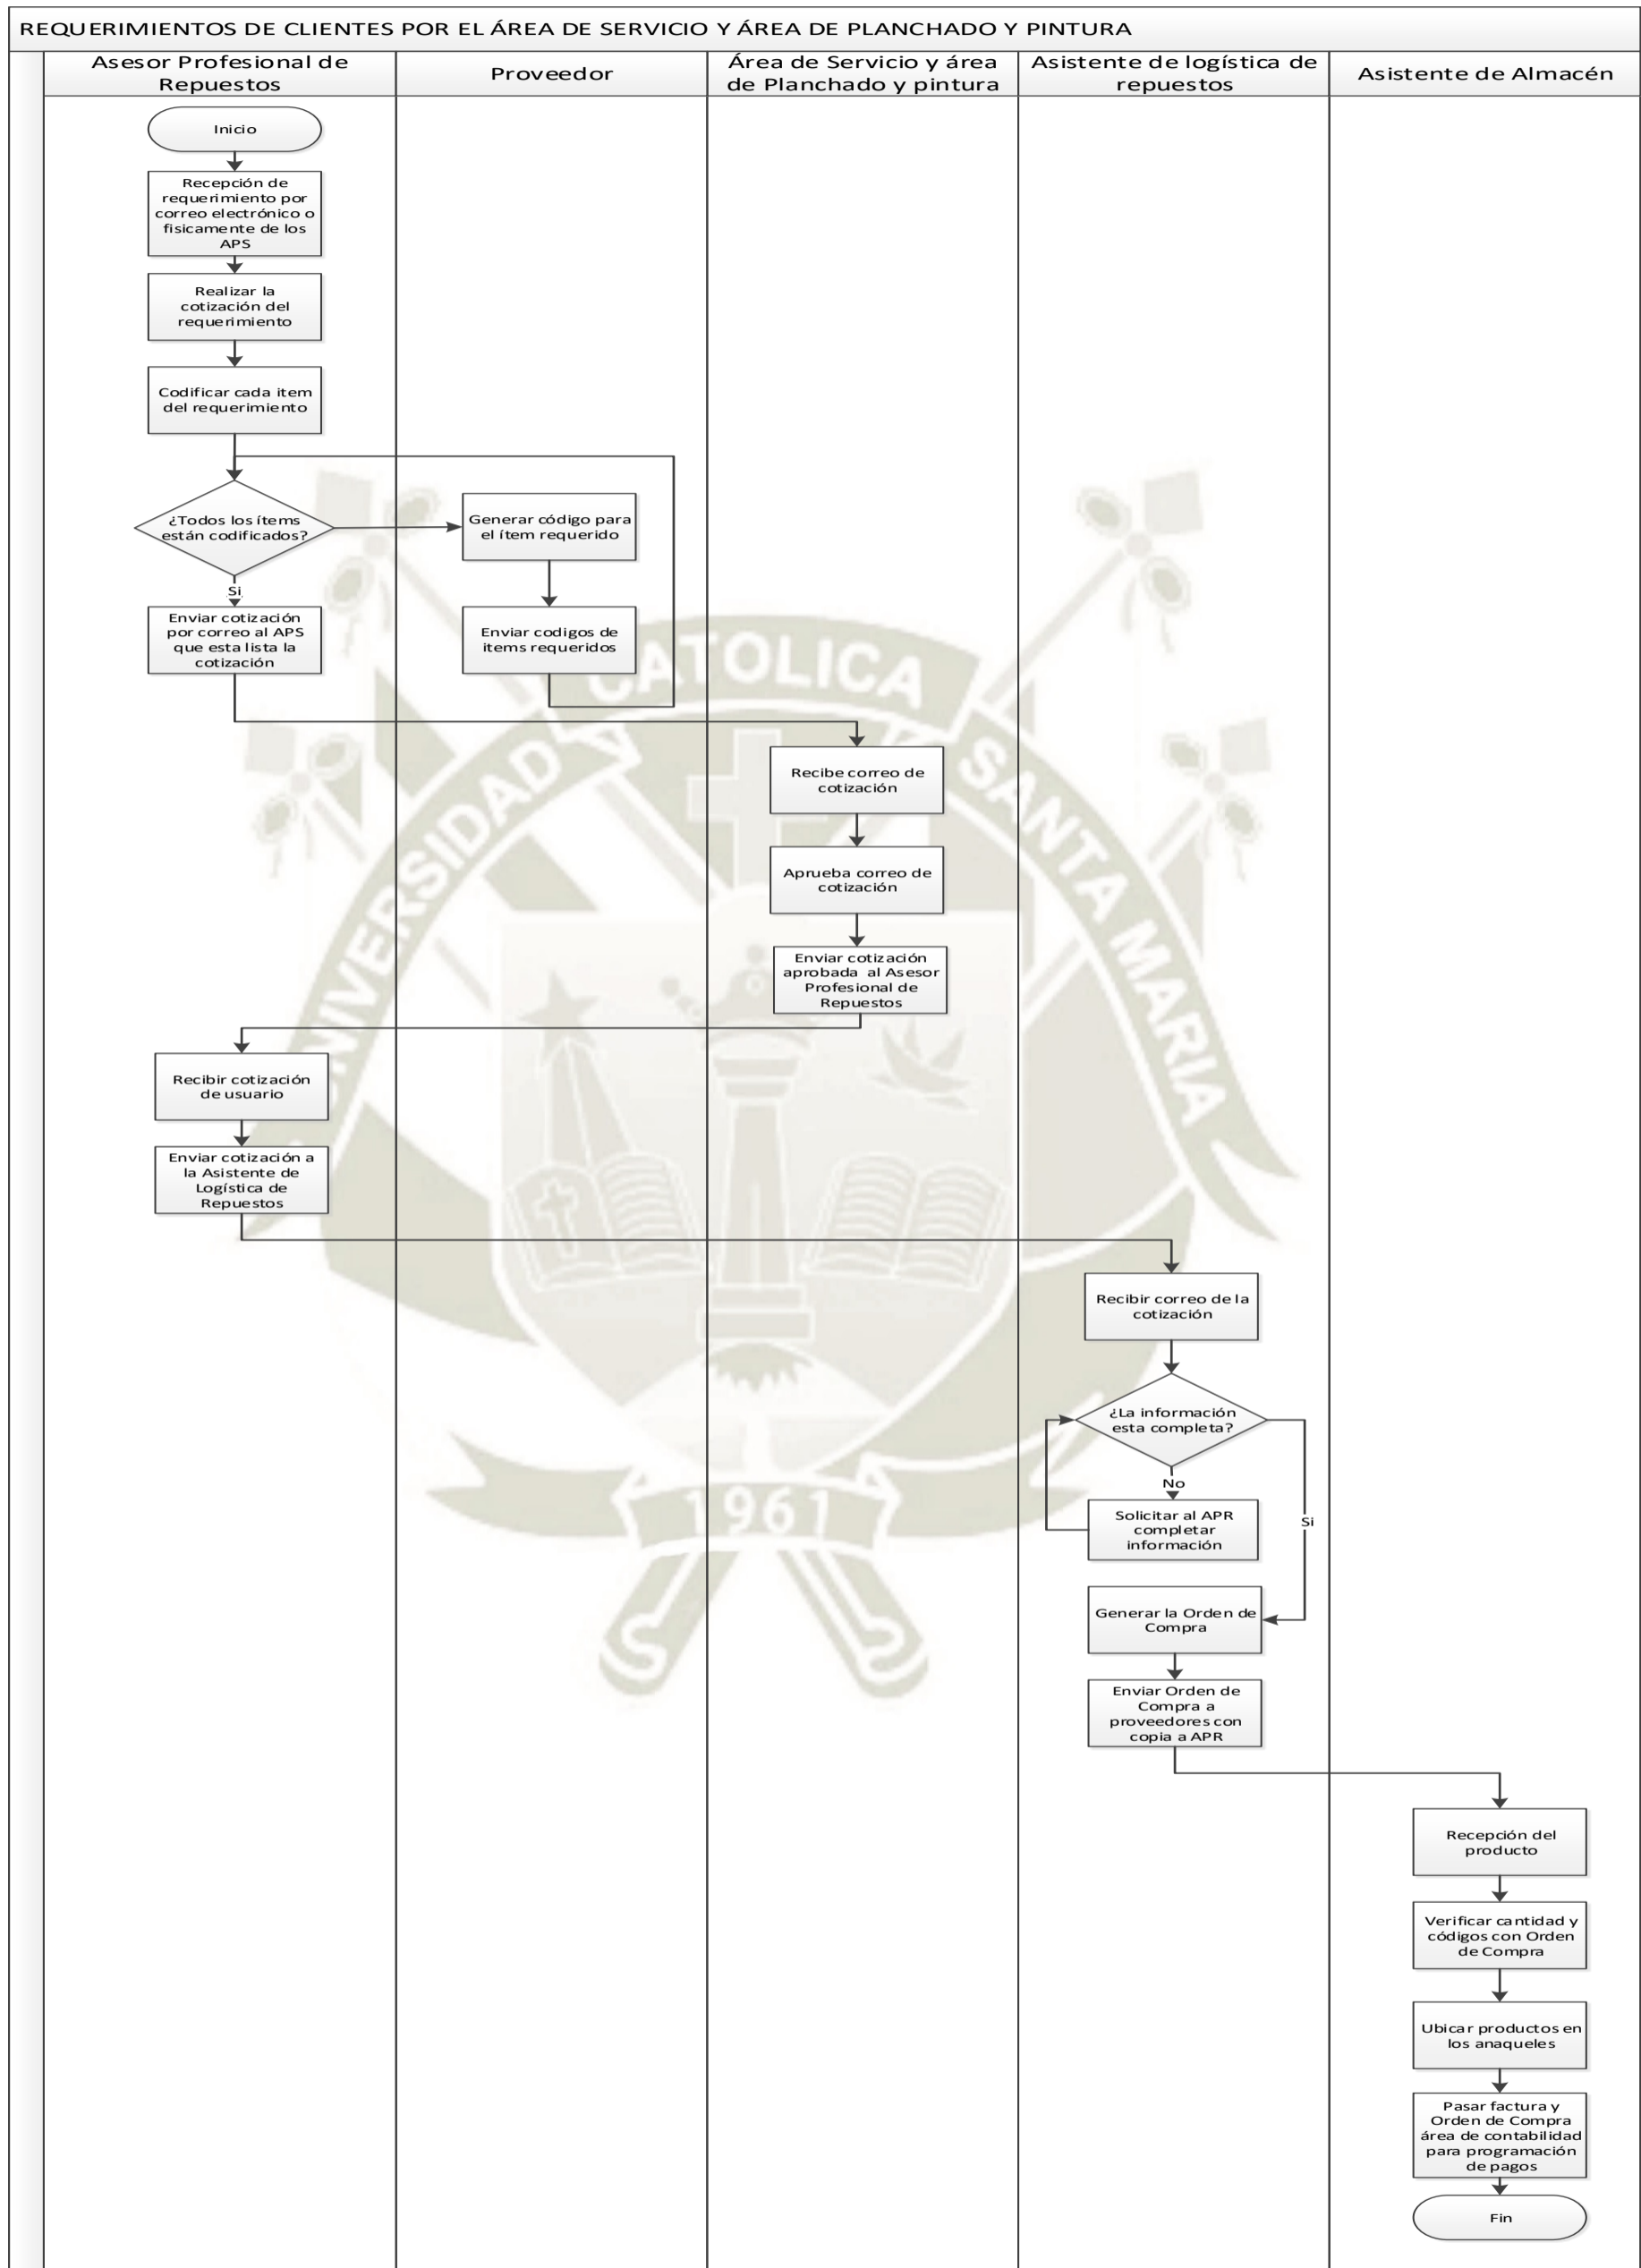 REQUERIMIENTOS DE CLIENTES POR EL ÁREA DE SERVICIO Y ÁREA DE PLANCHADO Y PINTURA
Asesor Profesional de
Repuestos
Proveedor
Área de Servicio y área
de Planchado y pintura
Asistente de logística de
repuestos
Asistente de Almacén
Inicio
Recepción de
requerimiento por
correo electrónico o
fisicamente de los
APS
Realizar la
cotización del
requerimiento
Codificar cada item
del requerimiento
¿Todos los ítems
están codificados?
Generar código para
el ítem requerido
Si
Enviar cotización
por correo al APS
que esta lista la
cotización
Enviar codigos de
items requeridos
Recibe correo de
cotización
Aprueba correo de
cotización
Enviar cotización
aprobada al Asesor
Profesional de
Repuestos
Recibir cotización
de usuario
Enviar cotización a
la Asistente de
Logística de
Repuestos
Recibir correo de la
cotización
¿La información
esta completa?
No
Solicitar al APR
completar
información
Si
Generar la Orden de
Compra
Enviar Orden de
Compra a
proveedores con
copia a APR
Recepción del
producto
Verificar cantidad y
códigos con Orden
de Compra
Ubicar productos en
los anaqueles
Pasar factura y
Orden de Compra
área de contabilidad
para programación
de pagos
Fin
UNIVERSIDAD CATOLICA SANTA MARIA
1961